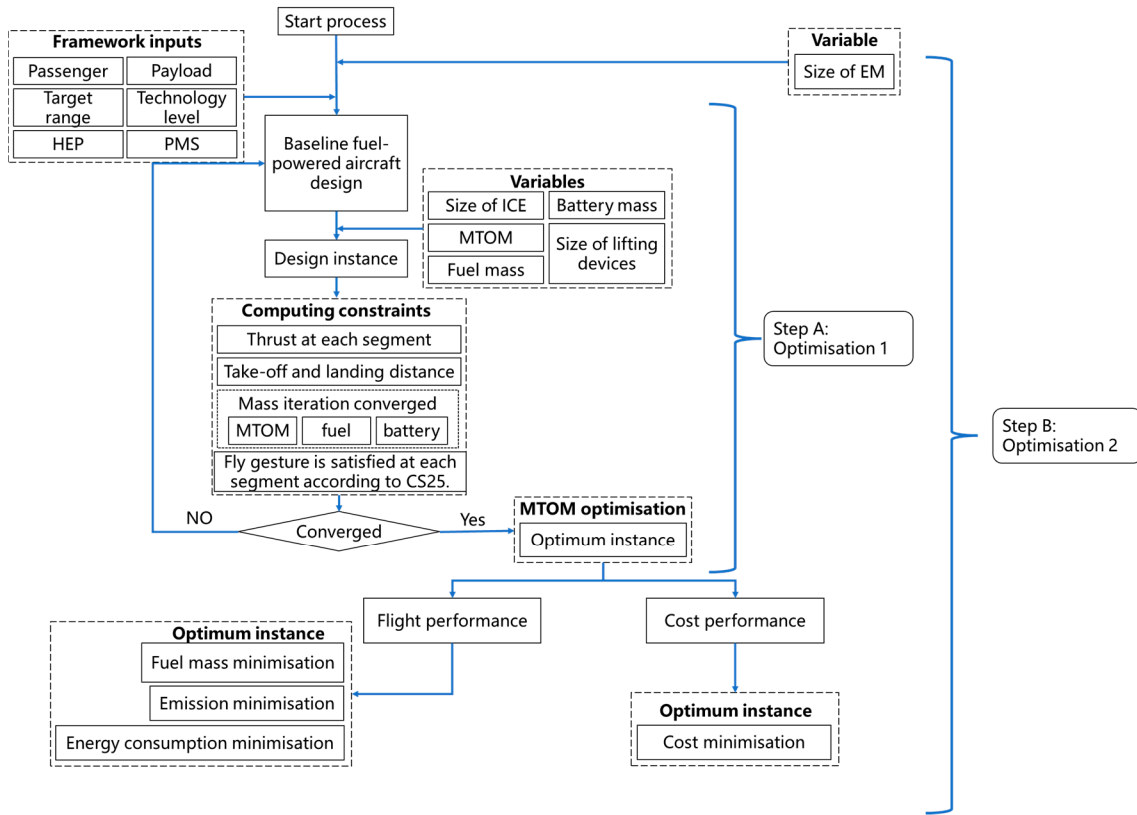 Start process
Framework inputs
Passenger
Payload
Target
range
Technology
level
HEP
PMS
Variable
Size of EM
Baseline fuel-
powered aircraft
design
Variables
Size of ICE
Battery mass
MTOM
Size of lifting
devices
Fuel mass
Design instance
Computing constraints
Thrust at each segment
Take-off and landing distance
Mass iteration converged
MTOM
fuel
battery
Fly gesture is satisfied at each
segment according to CS25.
Step A:
Optimisation 1
Step B:
Optimisation 2
NO
Converged
Yes
MTOM optimisation
Optimum instance
Flight performance
Cost performance
Optimum instance
Fuel mass minimisation
Emission minimisation
Energy consumption minimisation
Optimum instance
Cost minimisation